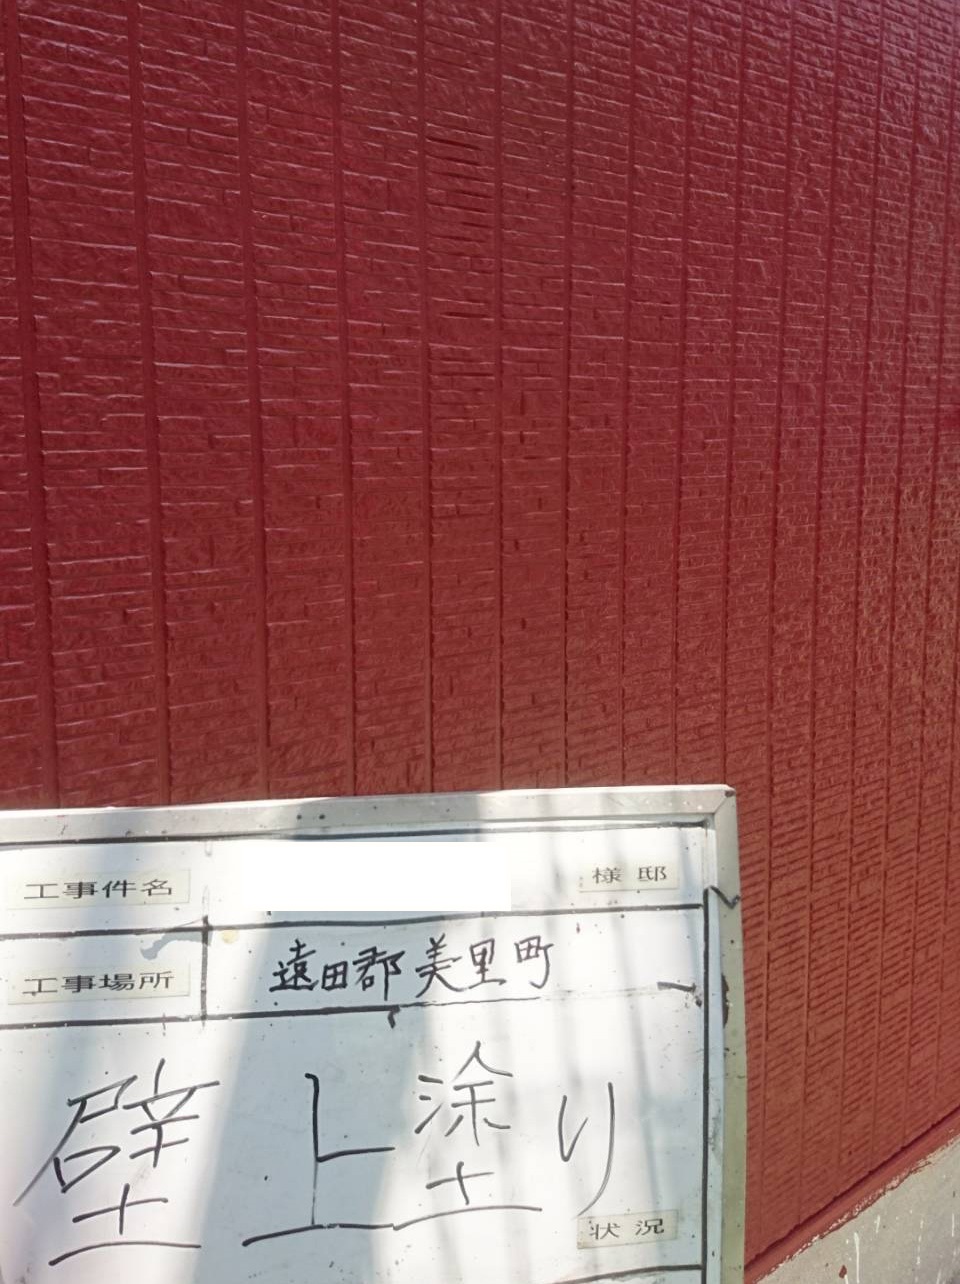 工事件名 様邸
工事場所 遠田郡美里町
壁上塗り
状況